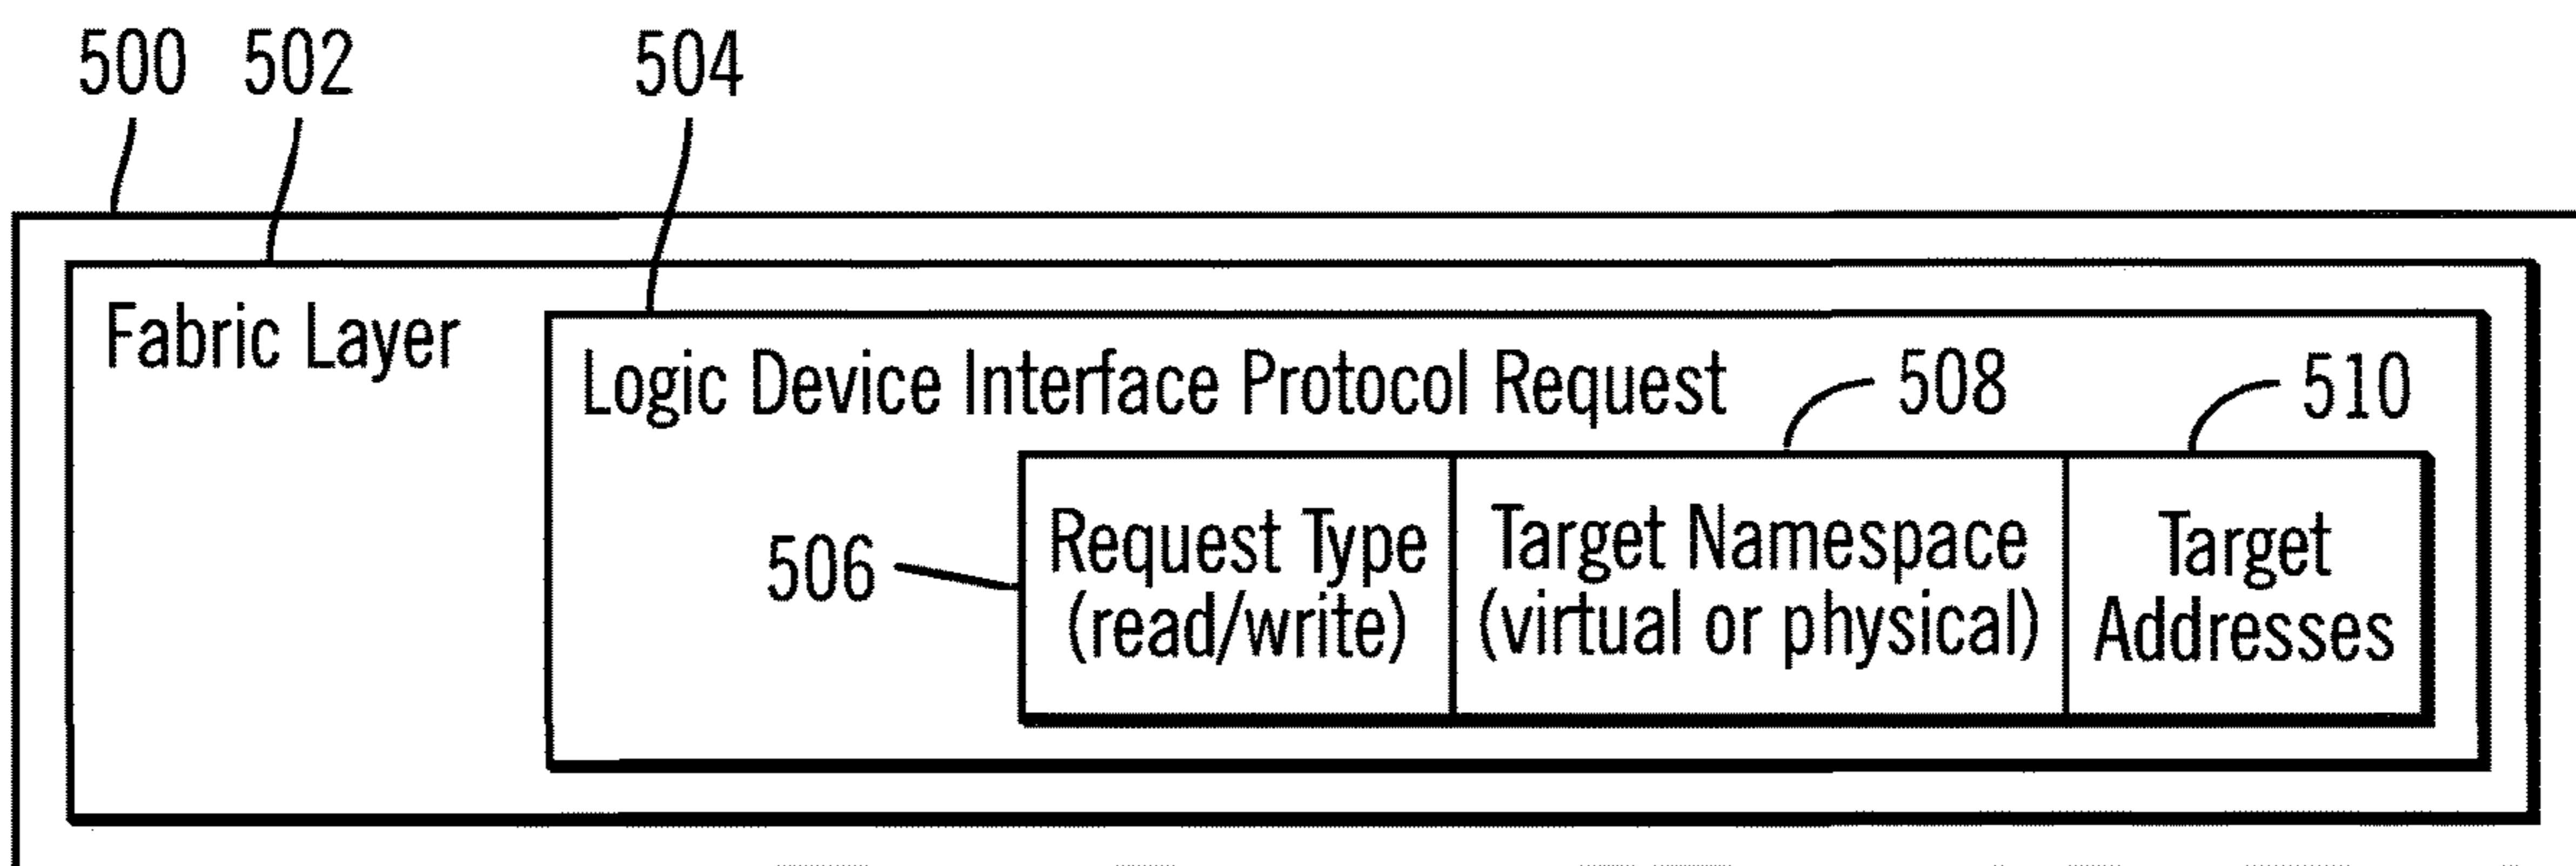 500 502 504
Fabric Layer
Logic Device Interface Protocol Request
508 510
506
Request Type
(read/write)
Target Namespace
(virtual or physical)
Target
Addresses